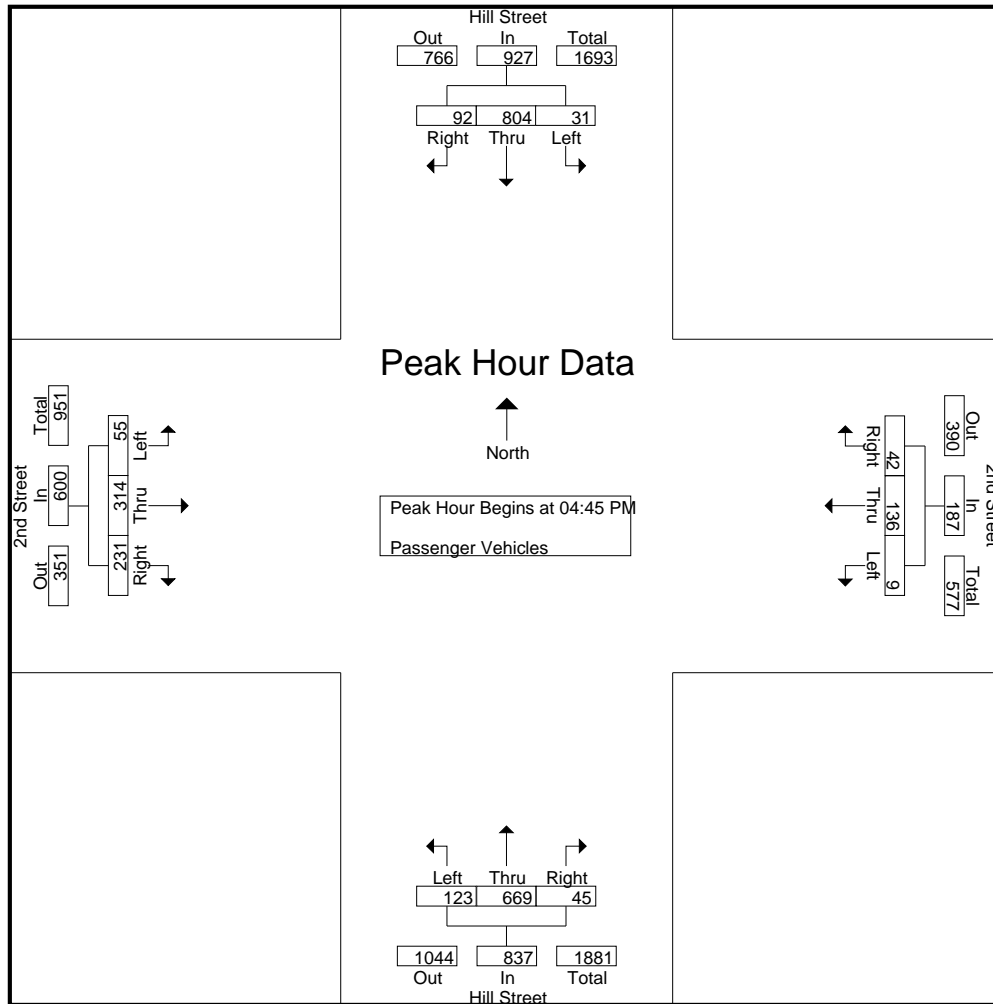 Hill Street
Out In Total
766 927 1693
92 804 31
Right Thru Left
Peak Hour Data
North
Peak Hour Begins at 04:45 PM
Passenger Vehicles
2nd Street
Out In Total
351 600 951
55 314 231
Left Thru Right
2nd Street
Out In Total
390 187 577
Right Thru Left
42 136 9
Left Thru Right
123 669 45
1044 837 1881
Out In Total
Hill Street